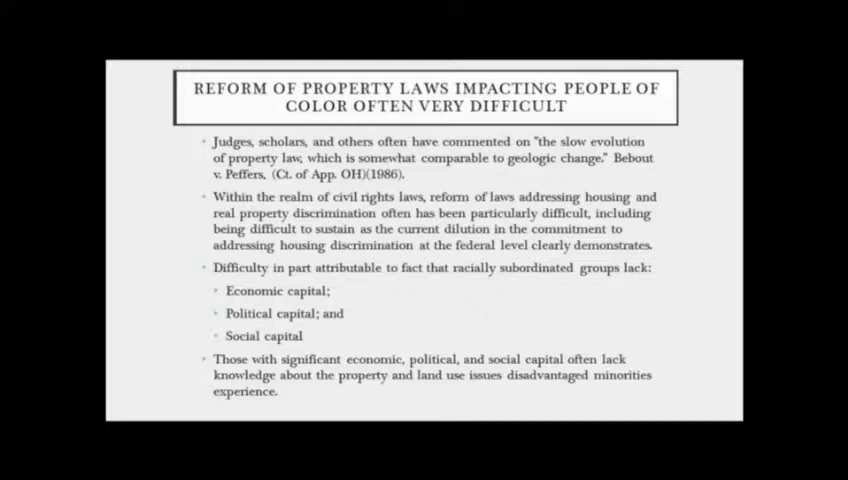 REFORM OF PROPERTY LAWS IMPACTING PEOPLE OF
COLOR OFTEN VERY DIFFICULT
Judges, scholars, and others often have commented on "the slow evolution
of property law, which is somewhat comparable to geologic change." Bebout
v. Peffers, (Ct. of App. OH)(1986).
Within the realm of civil rights laws, reform of laws addressing housing and
real property discrimination often has been particularly difficult, including
being difficult to sustain as the current dilution in the commitment to
addressing housing discrimination at the federal level clearly demonstrates.
Difficulty in part attributable to fact that racially subordinated groups lack:
Economic capital;
Political capital; and
Social capital
Those with significant economic, political, and social capital often lack
knowledge about the property and land use issues disadvantaged minorities
experience.